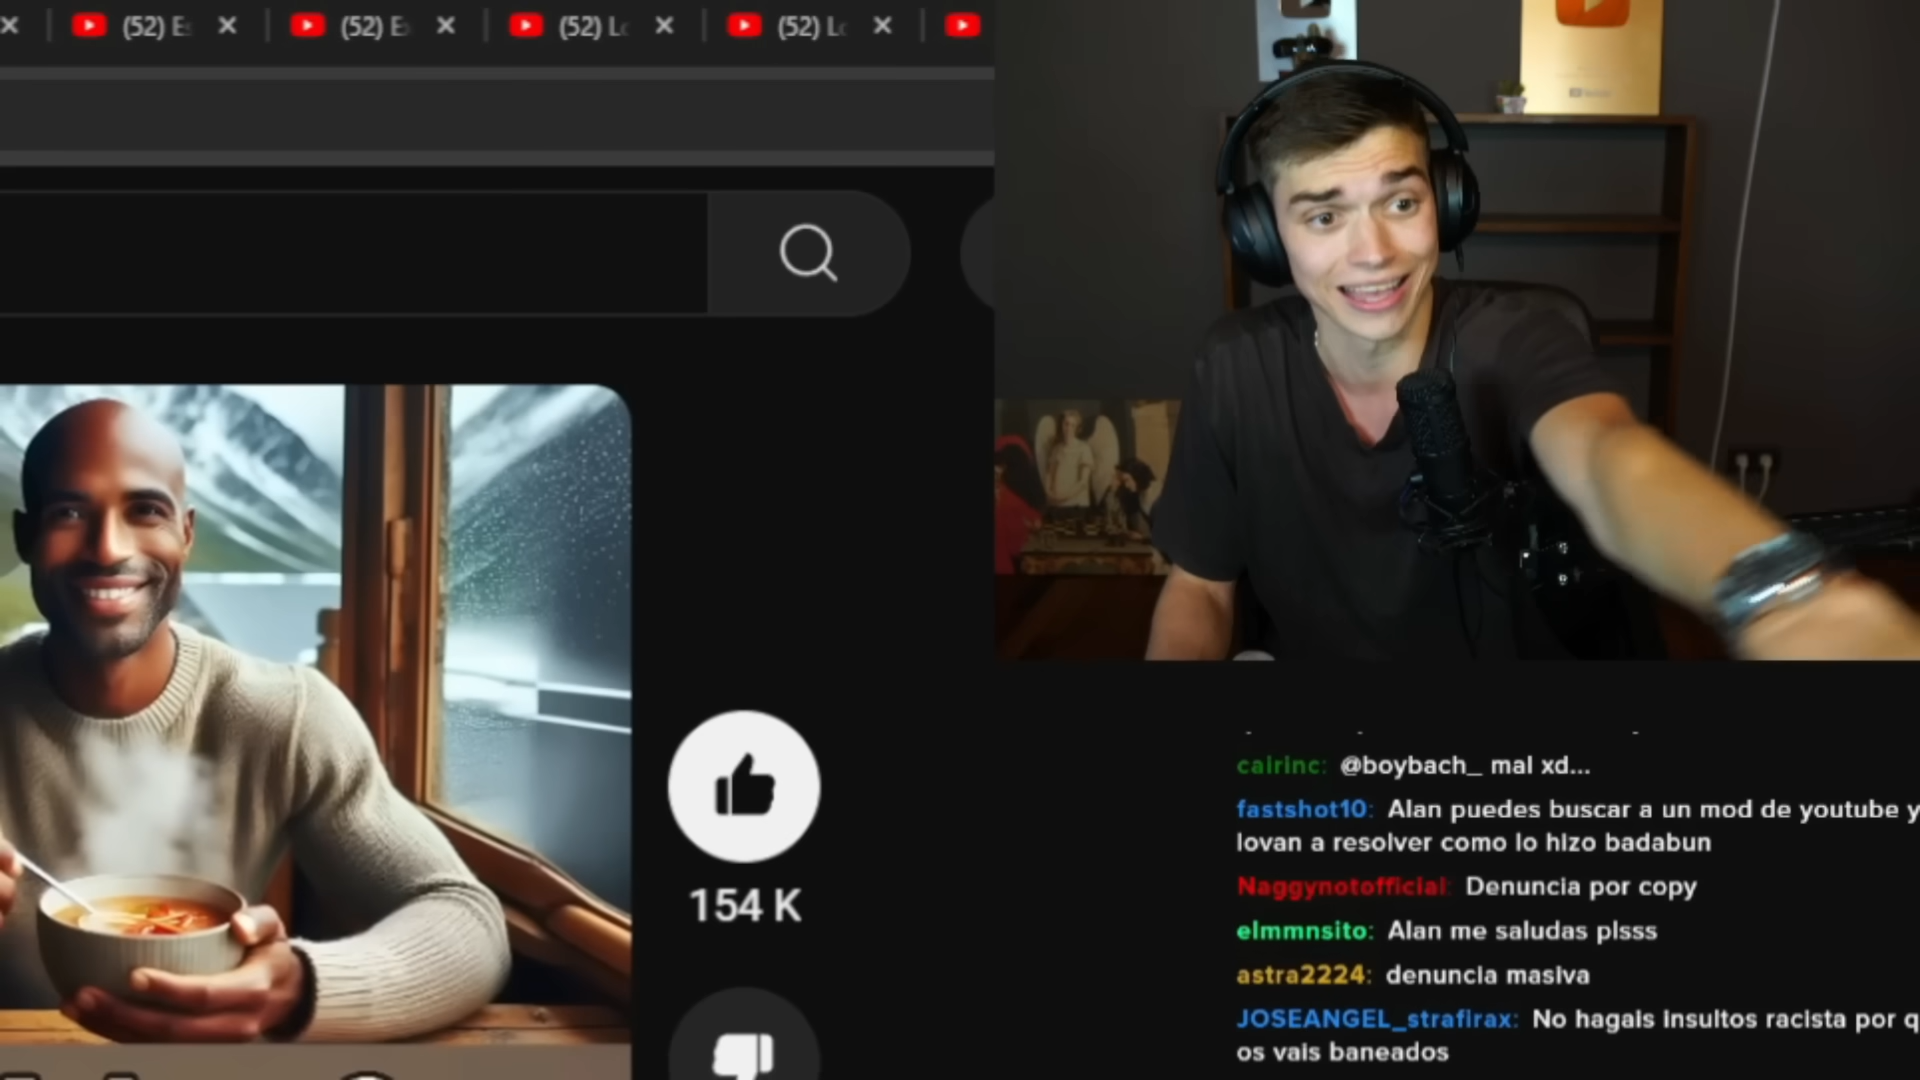 (52) E
(52) E
(52) L
(52) L
154 K
cairinc: @boybach_ mal xd...
fastshot10: Alan puedes buscar a un mod de youtube y
lovan a resolver como lo hizo badabun
Naggynotofficial: Denuncia por copy
elmmnsito: Alan me saludas plsss
astra2224: denuncia masiva
JOSEANGEL_strafirax: No hagais insultos racista por q
os vais baneados